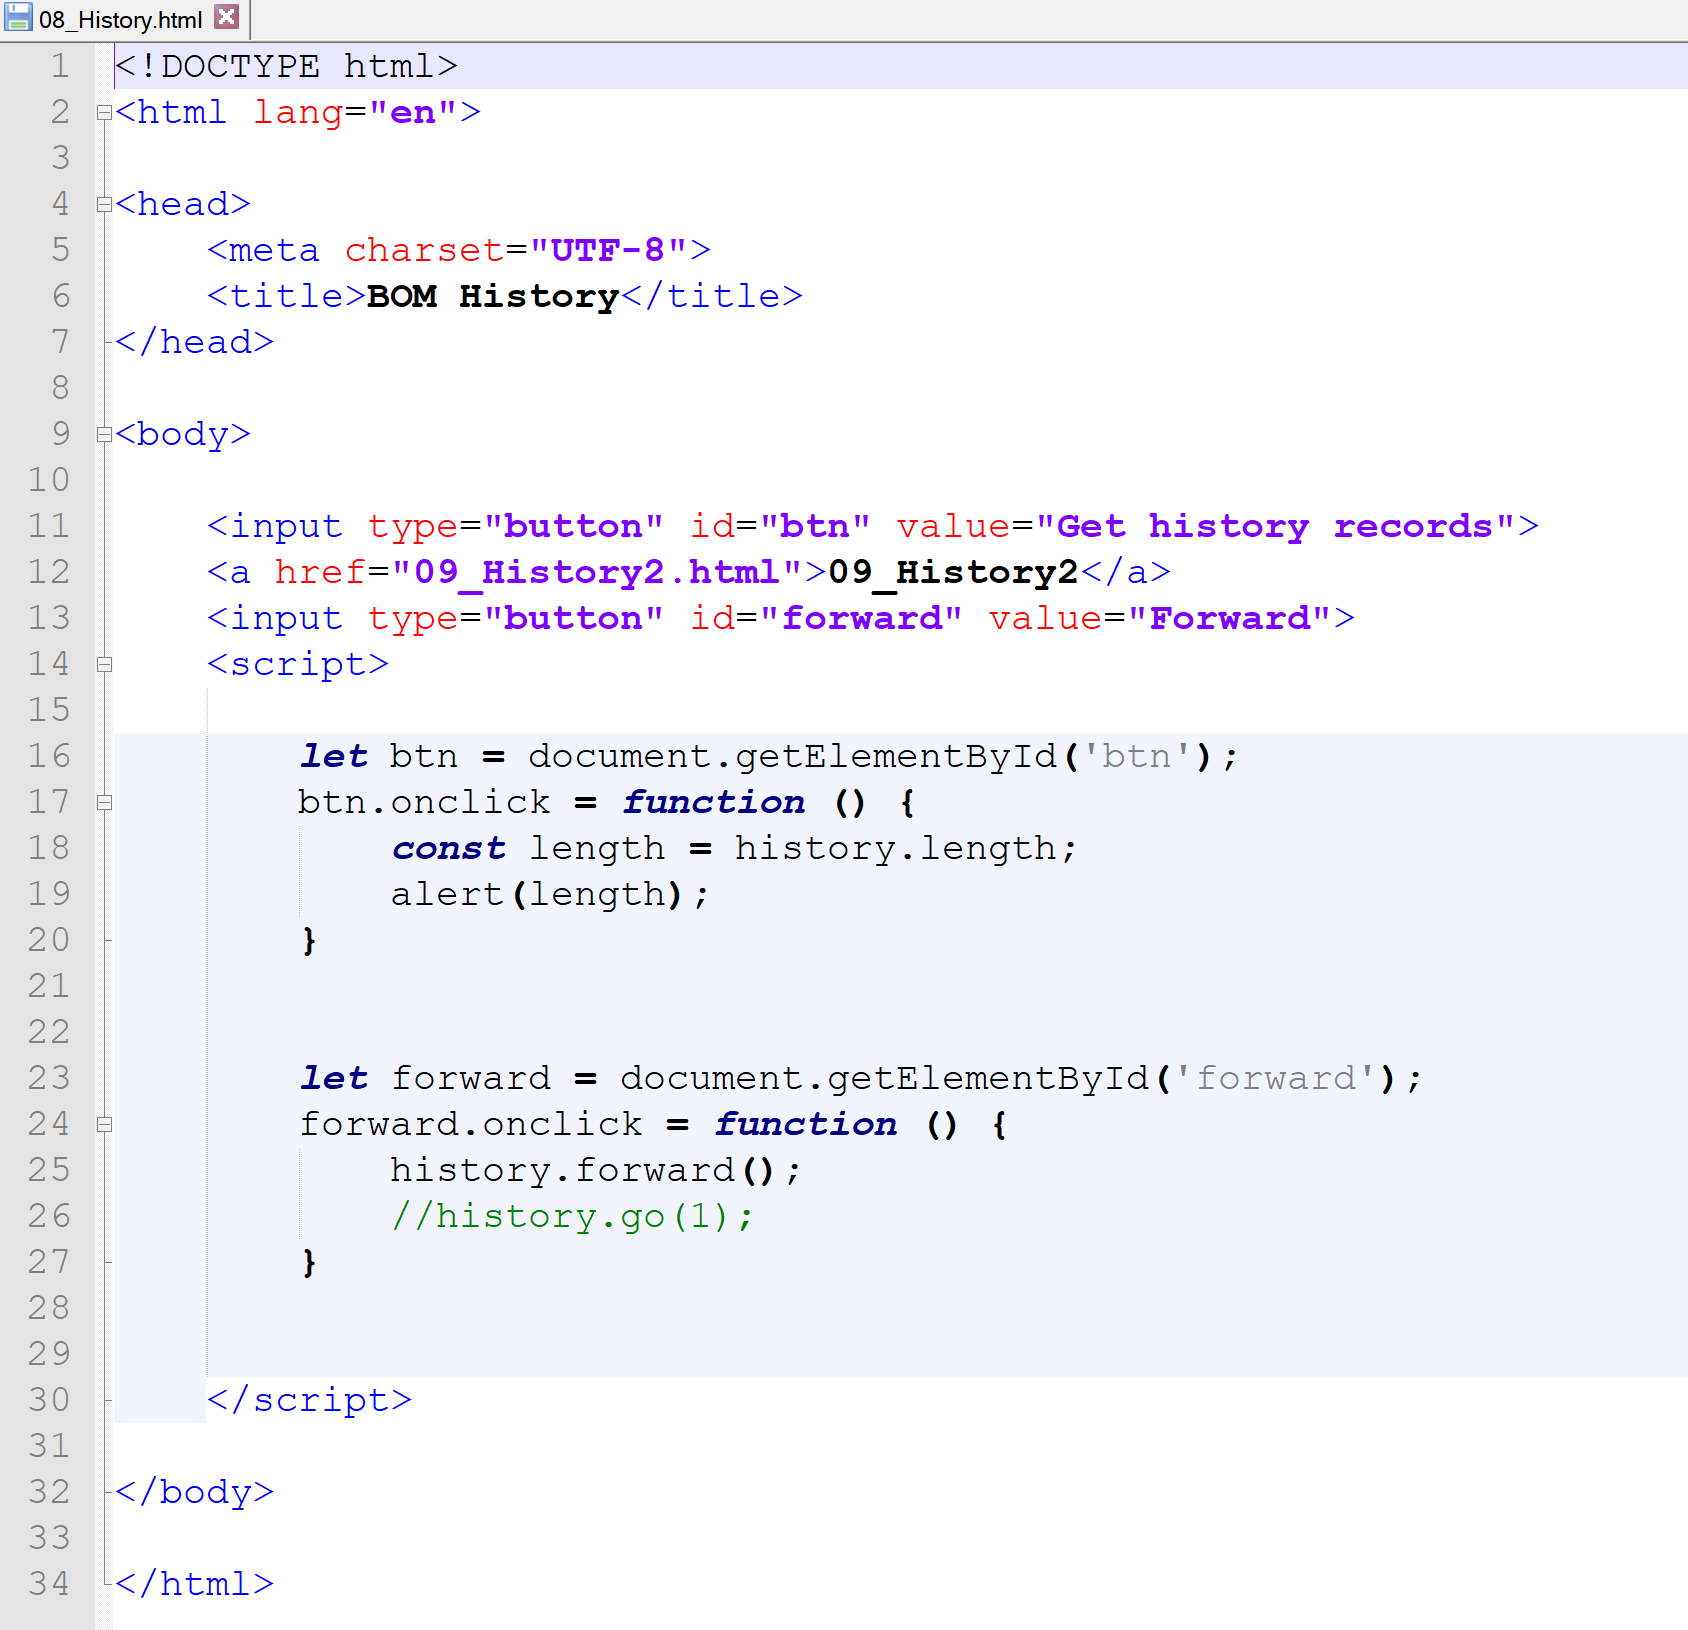 08_History.html
1 <!DOCTYPE html>
2 <html lang="en">
3
4 <head>
5     <meta charset="UTF-8">
6     <title>BOM History</title>
7 </head>
8
9 <body>
10
11     <input type="button" id="btn" value="Get history records">
12     <a href="09_History2.html">09_History2</a>
13     <input type="button" id="forward" value="Forward">
14     <script>
15
16         let btn = document.getElementById('btn');
17         btn.onclick = function () {
18             const length = history.length;
19             alert(length);
20         }
21
22
23         let forward = document.getElementById('forward');
24         forward.onclick = function () {
25             history.forward();
26             //history.go(1);
27         }
28
29
30     </script>
31
32 </body>
33
34 </html>